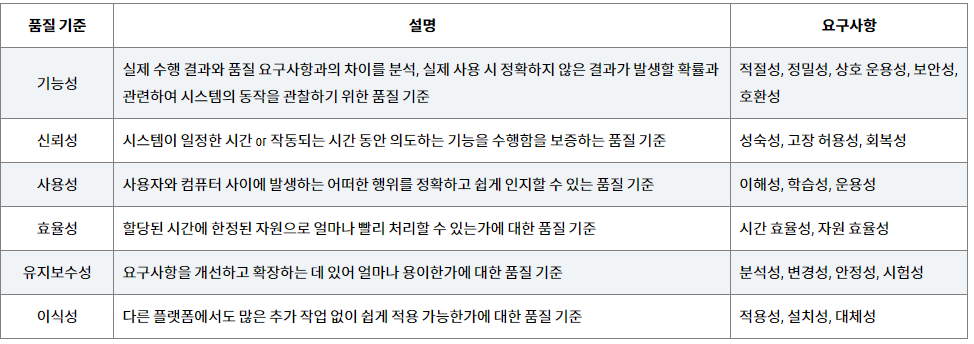 품질 기준 설명 요구사항
기능성
실제 수행 결과와 품질 요구사항과의 차이를 분석, 실제 사용 시 정확하지 않은 결과가 발생할 확률과
관련하여 시스템의 동작을 관찰하기 위한 품질 기준
적절성, 정밀성, 상호 운용성, 보안성,
호환성
신뢰성 시스템이 일정한 시간 or 작동되는 시간 동안 의도하는 기능을 수행함을 보증하는 품질 기준 성숙성, 고장 허용성, 회복성
사용성 사용자와 컴퓨터 사이에 발생하는 어떠한 행위를 정확하고 쉽게 인지할 수 있는 품질 기준 이해성, 학습성, 운용성
효율성 할당된 시간에 한정된 자원으로 얼마나 빨리 처리할 수 있는가에 대한 품질 기준 시간 효율성, 자원 효율성
유지보수성 요구사항을 개선하고 확장하는 데 있어 얼마나 용이한가에 대한 품질 기준 분석성, 변경성, 안정성, 시험성
이식성 다른 플랫폼에서도 많은 추가 작업 없이 쉽게 적용 가능한가에 대한 품질 기준 적용성, 설치성, 대체성